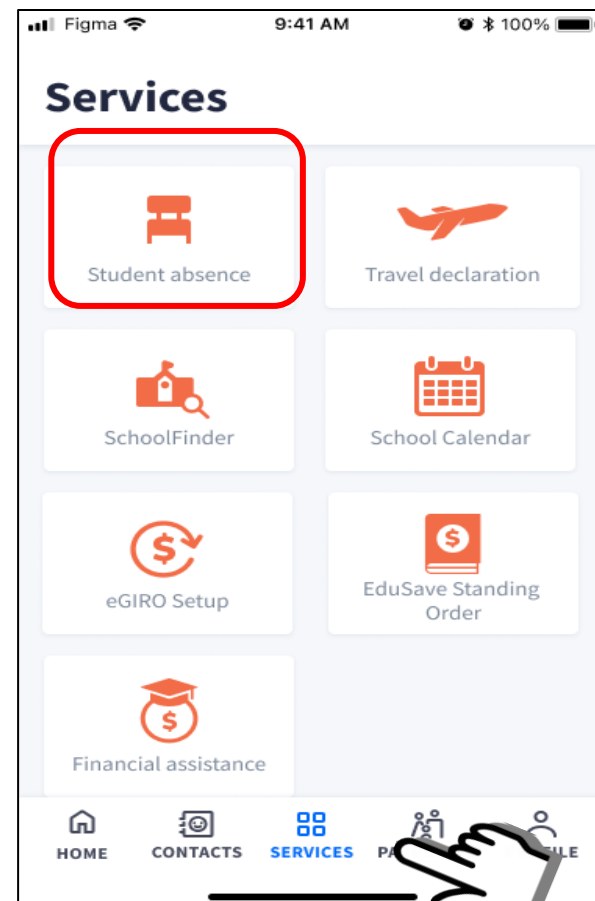 Figma 9:41 AM 100%
Services
Student absence
Travel declaration
SchoolFinder
School Calendar
eGIRO Setup
EduSave Standing
Order
Financial assistance
HOME CONTACTS SERVICES